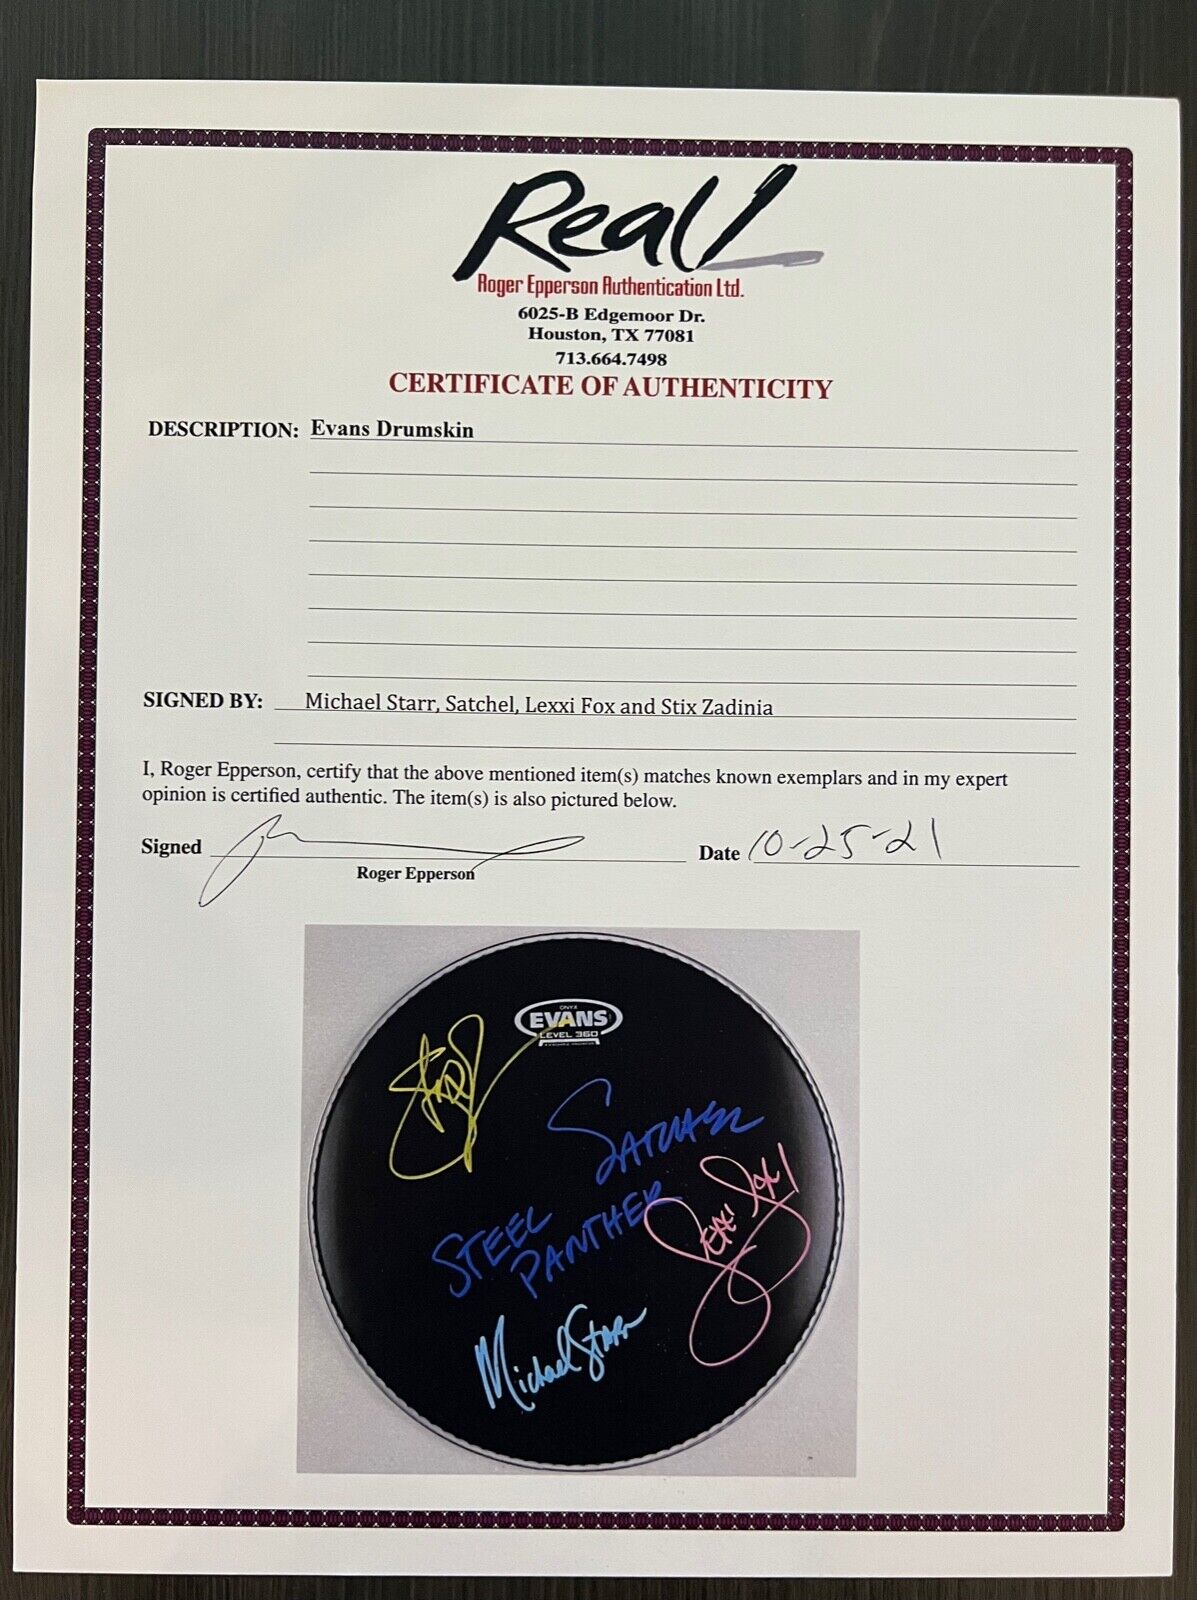 Real!
Roger Epperson Authentication Ltd.
6025-B Edgemoor Dr.
Houston, TX 77081
713.664.7498
CERTIFICATE OF AUTHENTICITY
DESCRIPTION: Evans Drumskin
SIGNED BY: Michael Starr, Satchel, Lexxi Fox and Stix Zadinia
I, Roger Epperson, certify that the above mentioned item(s) matches known exemplars and in my expert
opinion is certified authentic. The item(s) is also pictured below.
Signed
Date 10-25-21
Roger Epperson
ONYX
EVANS
LEVEL 360
SATCHEL
STEEL
PANTHER
Lexxi Foxx
Michael Starr